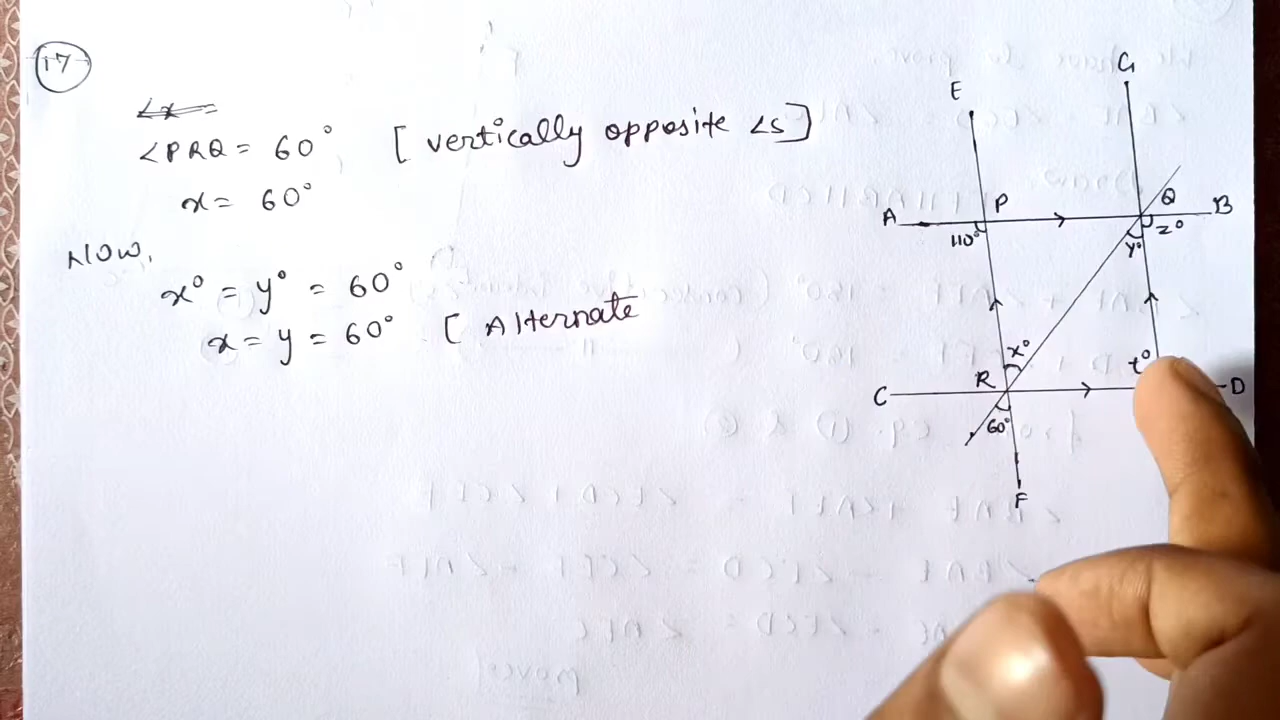 17
∠x =
∠PRQ = 60° [ vertically opposite ∠s ]
x = 60°
Now,
x° = y° = 60°
x = y = 60° [ Alternate
E
G
A
P
Q
B
110°
y°
z°
x°
t°
C
R
D
60°
F